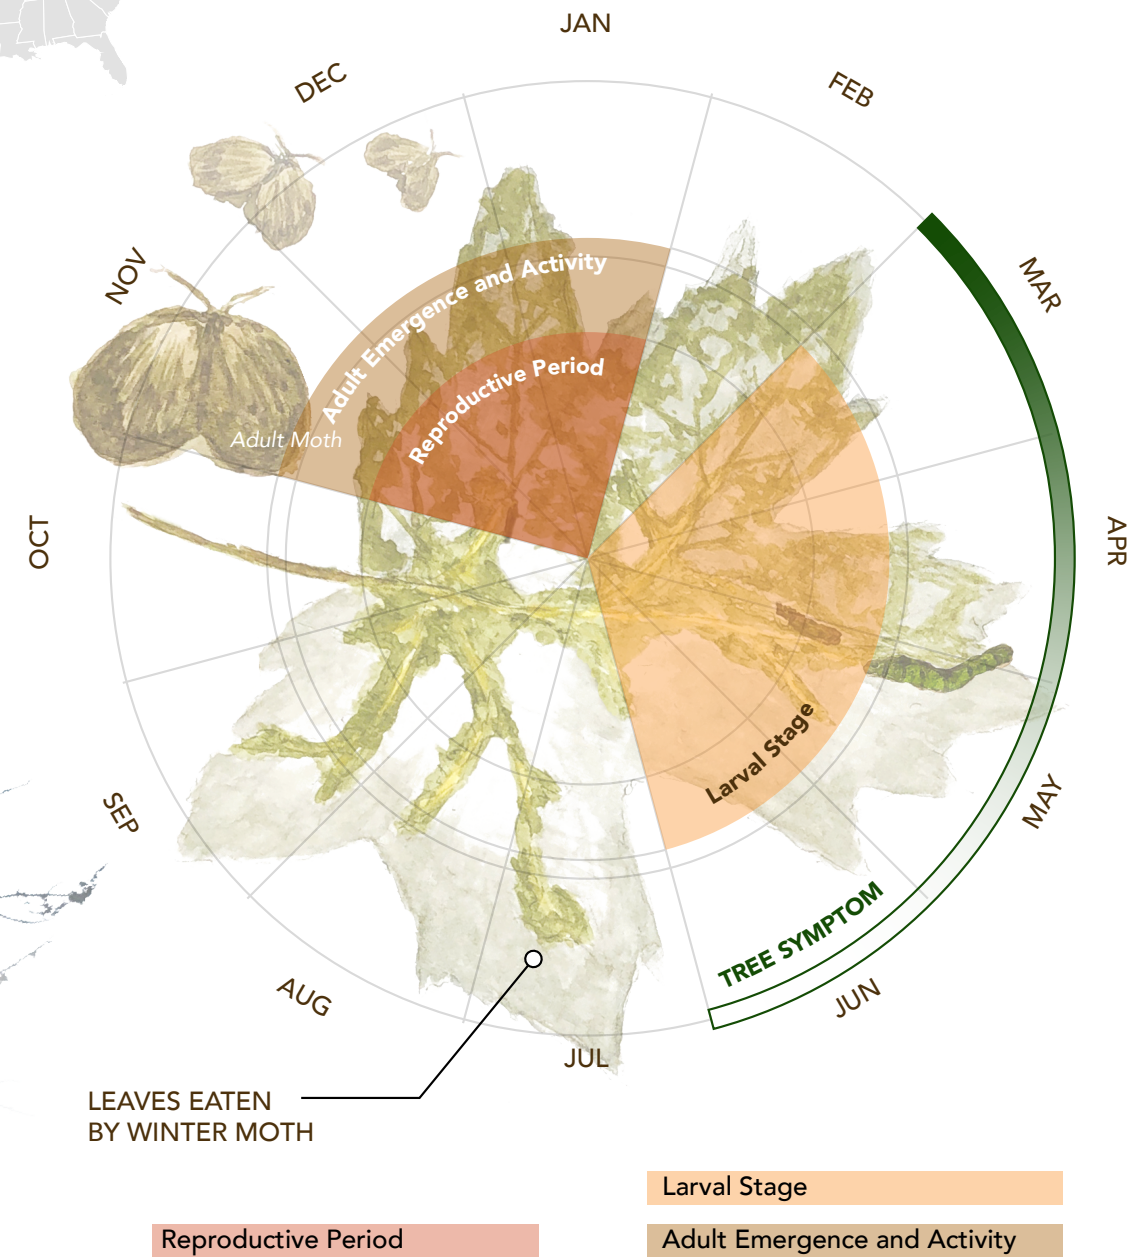 JAN
FEB
MAR
APR
MAY
JUN
JUL
AUG
SEP
OCT
NOV
DEC
Adult Emergence and Activity
Reproductive Period
Adult Moth
Larval Stage
TREE SYMPTOM
LEAVES EATEN
BY WINTER MOTH
Larval Stage
Reproductive Period
Adult Emergence and Activity